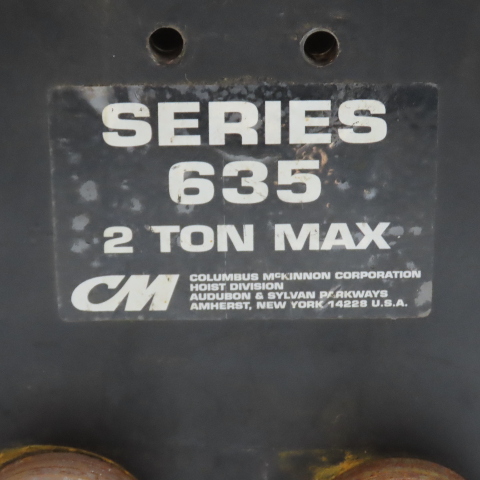 SERIES
635
2 TON MAX
CM
COLUMBUS McKINNON CORPORATION
HOIST DIVISION
AUDUBON & SYLVAN PARKWAYS
AMHERST, NEW YORK 14228 U.S.A.